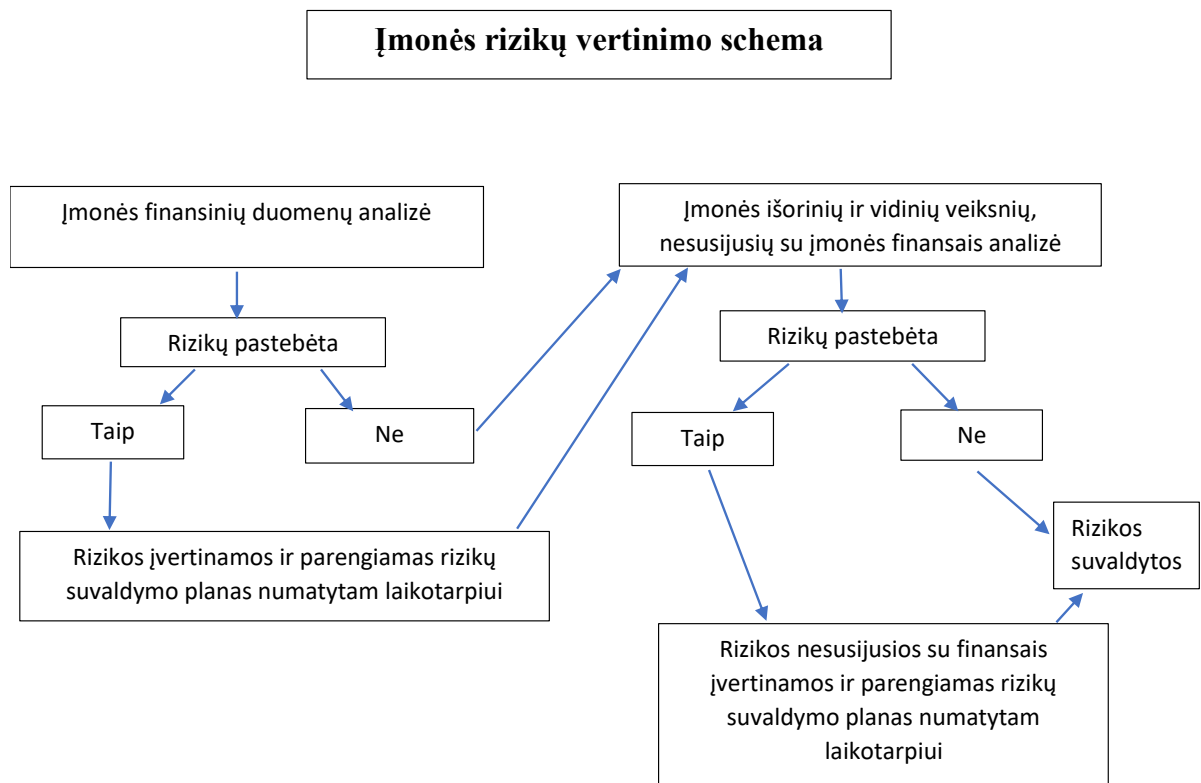 Įmonės rizikų vertinimo schema
Įmonės finansinių duomenų analizė
Rizikų pastebėta
Taip
Ne
Rizikos įvertinamos ir parengiamas rizikų
suvaldymo planas numatytam laikotarpiui
Įmonės išorinių ir vidinių veiksnių,
nesusijusių su įmonės finansais analizė
Rizikų pastebėta
Taip
Ne
Rizikos
suvaldytos
Rizikos nesusijusios su finansais
įvertinamos ir parengiamas rizikų
suvaldymo planas numatytam
laikotarpiui